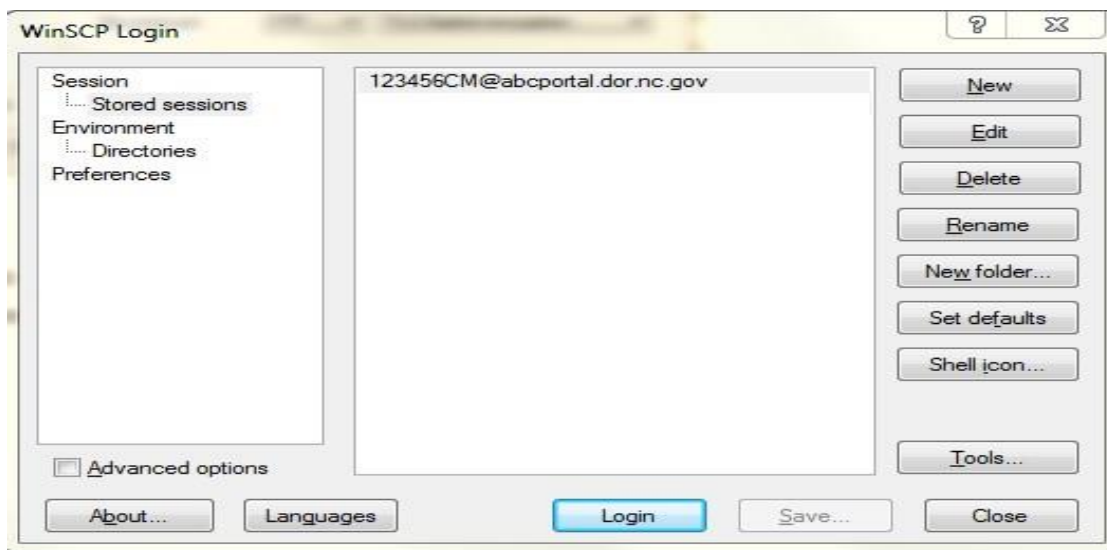 WinSCP Login
Session
Stored sessions
Environment
Directories
Preferences
123456CM@abcportal.dor.nc.gov
New
Edit
Delete
Rename
New folder...
Set defaults
Shell icon...
Tools...
Advanced options
About...
Languages
Login
Save...
Close